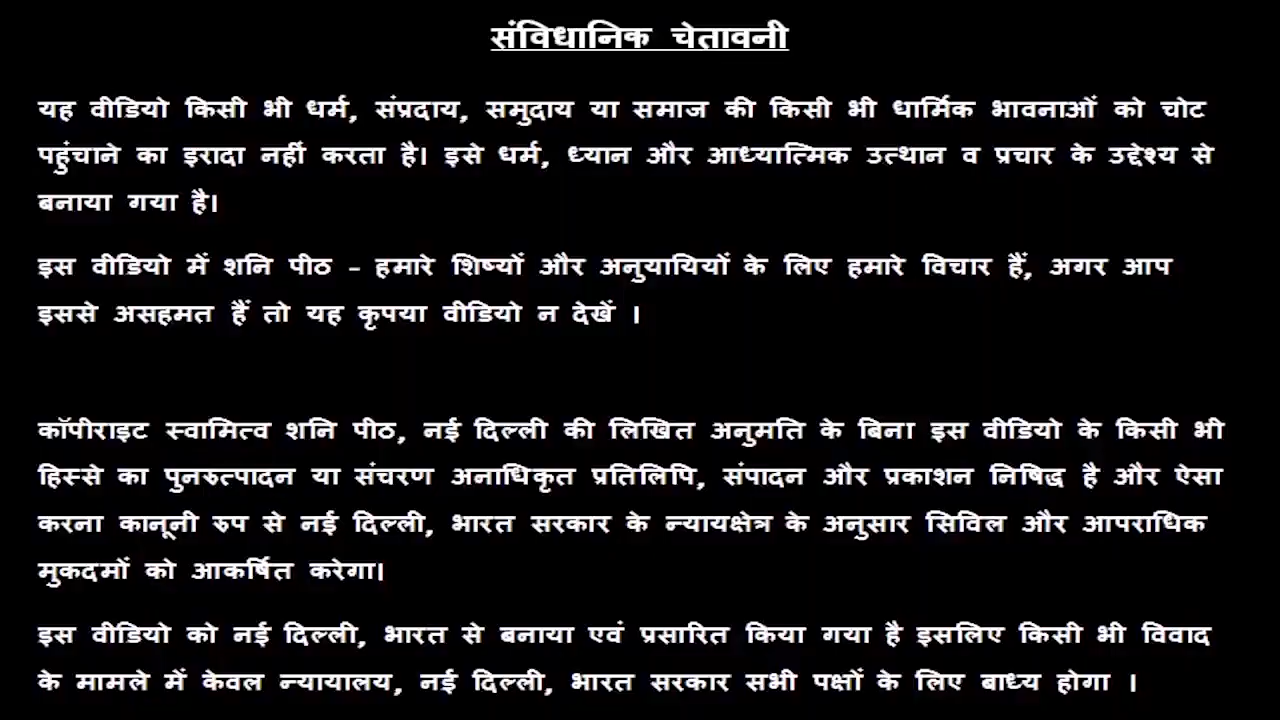 संविधानिक चेतावनी
यह वीडियो किसी भी धर्म, संप्रदाय, समुदाय या समाज की किसी भी धार्मिक भावनाओं को चोट
पहुंचाने का इरादा नहीं करता है। इसे धर्म, ध्यान और आध्यात्मिक उत्थान व प्रचार के उद्देश्य से
बनाया गया है।
इस वीडियो में शनि पीठ – हमारे शिष्यों और अनुयायियों के लिए हमारे विचार हैं, अगर आप
इससे असहमत हैं तो यह कृपया वीडियो न देखें ।
कॉपीराइट स्वामित्व शनि पीठ, नई दिल्ली की लिखित अनुमति के बिना इस वीडियो के किसी भी
हिस्से का पुनरुत्पादन या संचरण अनाधिकृत प्रतिलिपि, संपादन और प्रकाशन निषिद्ध है और ऐसा
करना कानूनी रुप से नई दिल्ली, भारत सरकार के न्यायक्षेत्र के अनुसार सिविल और आपराधिक
मुकदमों को आकर्षित करेगा।
इस वीडियो को नई दिल्ली, भारत से बनाया एवं प्रसारित किया गया है इसलिए किसी भी विवाद
के मामले में केवल न्यायालय, नई दिल्ली, भारत सरकार सभी पक्षों के लिए बाध्य होगा ।